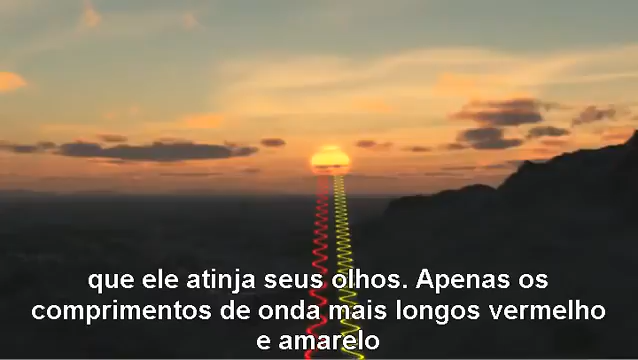 que ele atinja seus olhos. Apenas os
comprimentos de onda mais longos vermelho
e amarelo